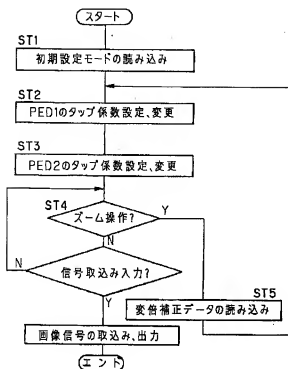 スタート
ST1
初期設定モードの読み込み
ST2
PED1のタップ係数設定、変更
ST3
PED2のタップ係数設定、変更
ST4
ズーム操作?
Y
N
信号取込み入力?
N
Y
ST5
変倍補正データの読み込み
画像信号の取込み、出力
エンド